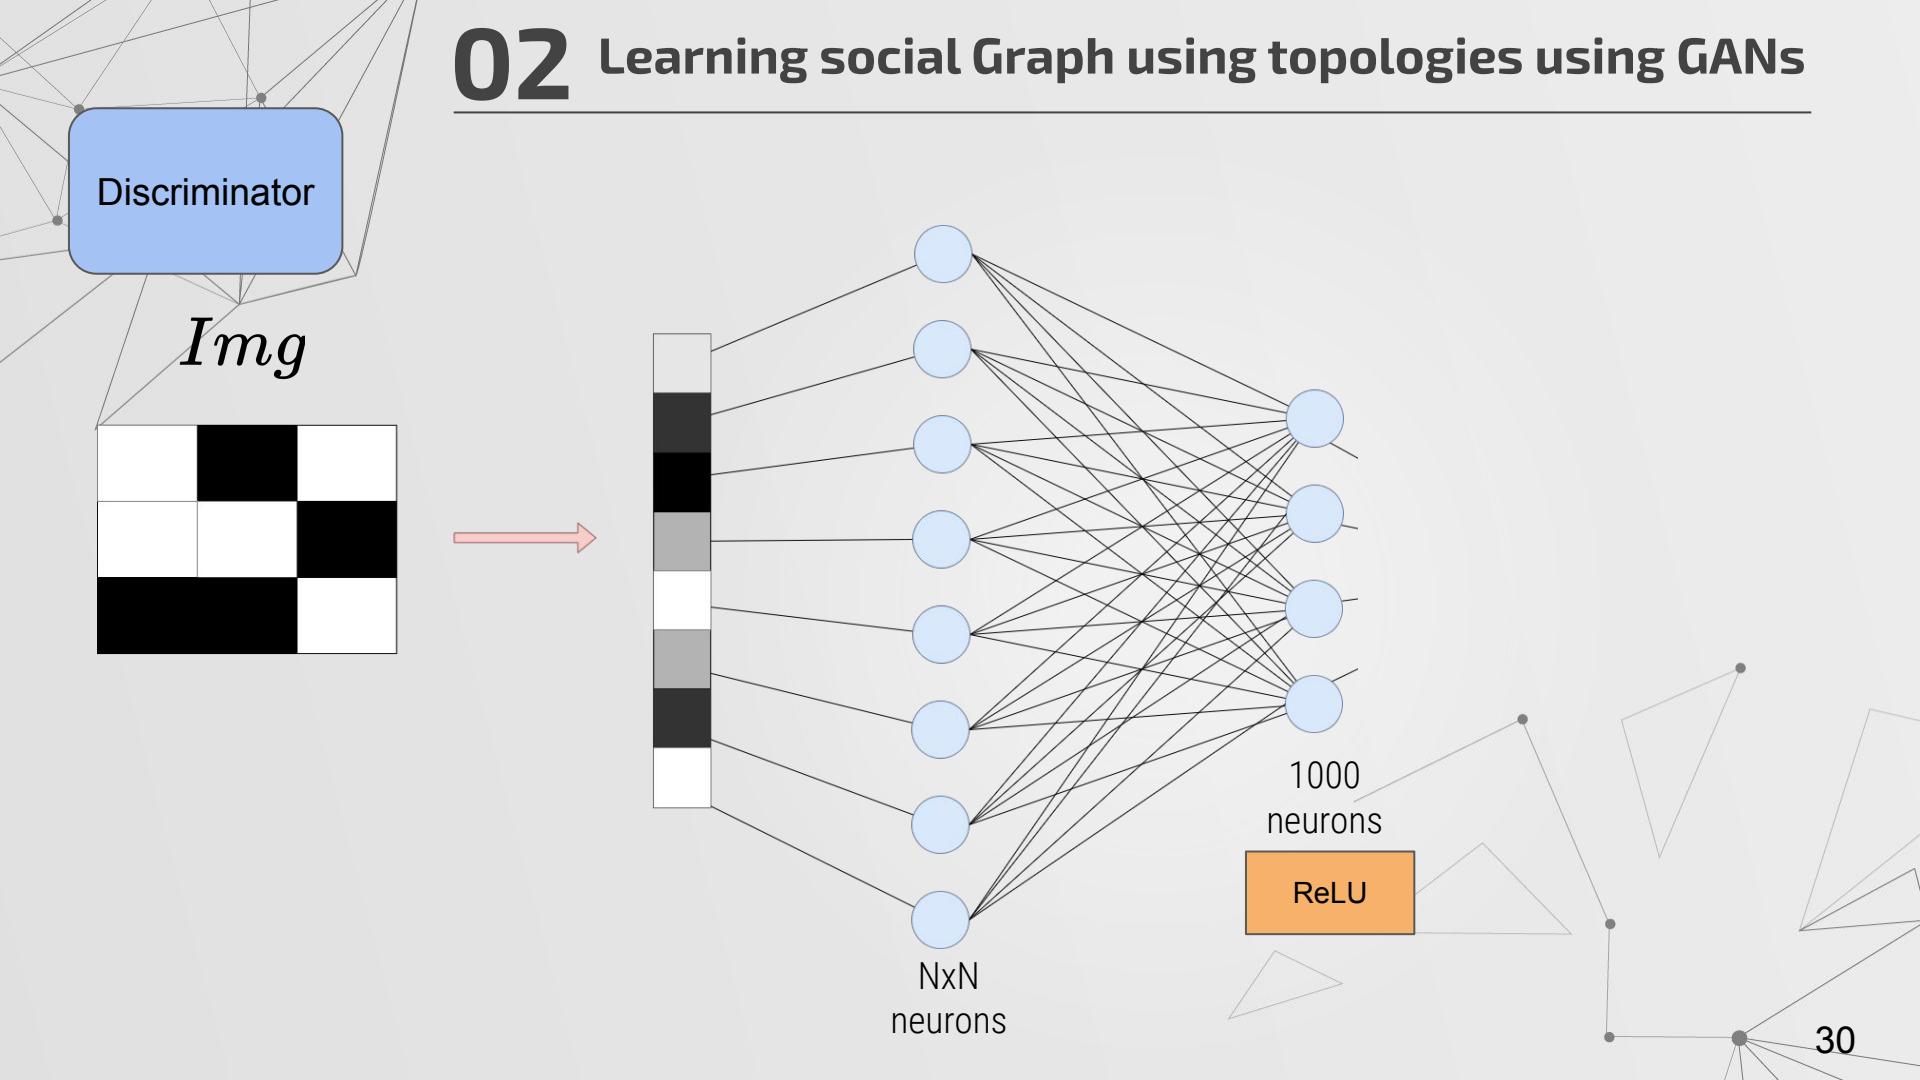 02 Learning social Graph using topologies using GANs
Discriminator
Img
1000
neurons
ReLU
NxN
neurons
30